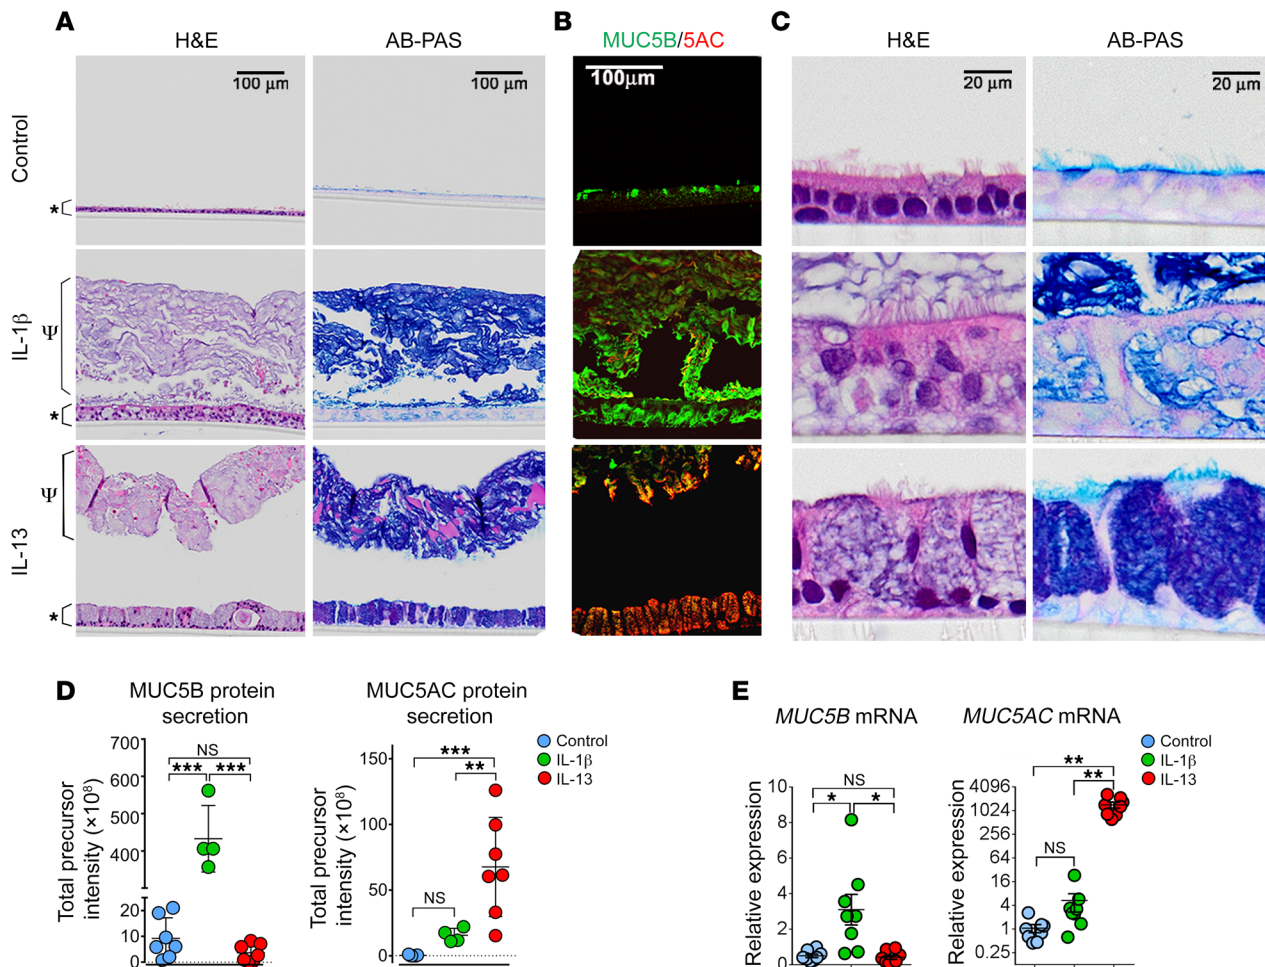 A
B
C
H&E
AB-PAS
MUC5B/5AC
H&E
AB-PAS
100 µm
100 µm
100µm
20 µm
20 µm
Control
*
IL-1β
Ψ
*
IL-13
Ψ
*
D
MUC5B protein
secretion
Total precursor
intensity (×10⁸)
700
600
500
400
20
10
0
NS
***
***
MUC5AC protein
secretion
Total precursor
intensity (×10⁸)
150
100
50
0
***
**
NS
Control
IL-1β
IL-13
E
MUC5B mRNA
Relative expression
10
8
6
4
2
0
NS
*
*
MUC5AC mRNA
Relative expression
4096
1024
256
64
16
4
1
0.25
**
**
NS
Control
IL-1β
IL-13